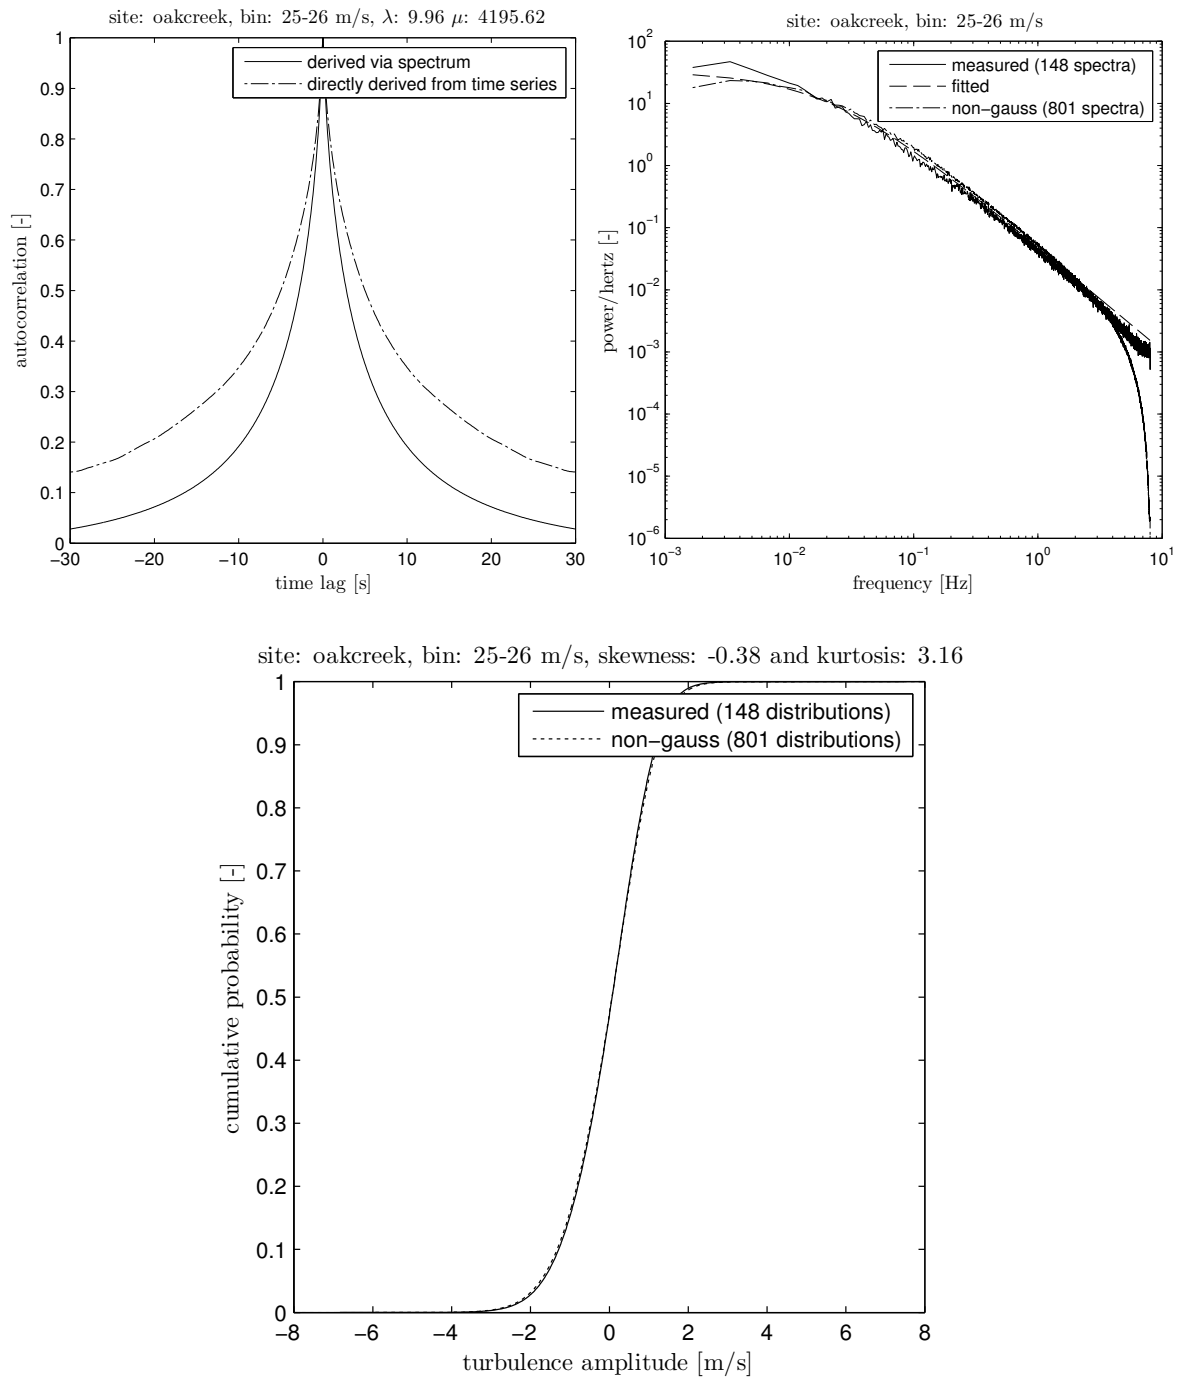 site: oakcreek, bin: 25-26 m/s, λ: 9.96 μ: 4195.62
1
0.9
0.8
0.7
0.6
0.5
0.4
0.3
0.2
0.1
0
autocorrelation [-]
derived via spectrum
directly derived from time series
−30 −20 −10 0 10 20 30
time lag [s]
site: oakcreek, bin: 25-26 m/s
10^2
10^1
10^0
10^−1
10^−2
10^−3
10^−4
10^−5
10^−6
power/hertz [-]
measured (148 spectra)
fitted
non−gauss (801 spectra)
10^−3 10^−2 10^−1 10^0 10^1
frequency [Hz]
site: oakcreek, bin: 25-26 m/s, skewness: -0.38 and kurtosis: 3.16
1
0.9
0.8
0.7
0.6
0.5
0.4
0.3
0.2
0.1
0
cumulative probability [-]
measured (148 distributions)
non−gauss (801 distributions)
−8 −6 −4 −2 0 2 4 6 8
turbulence amplitude [m/s]